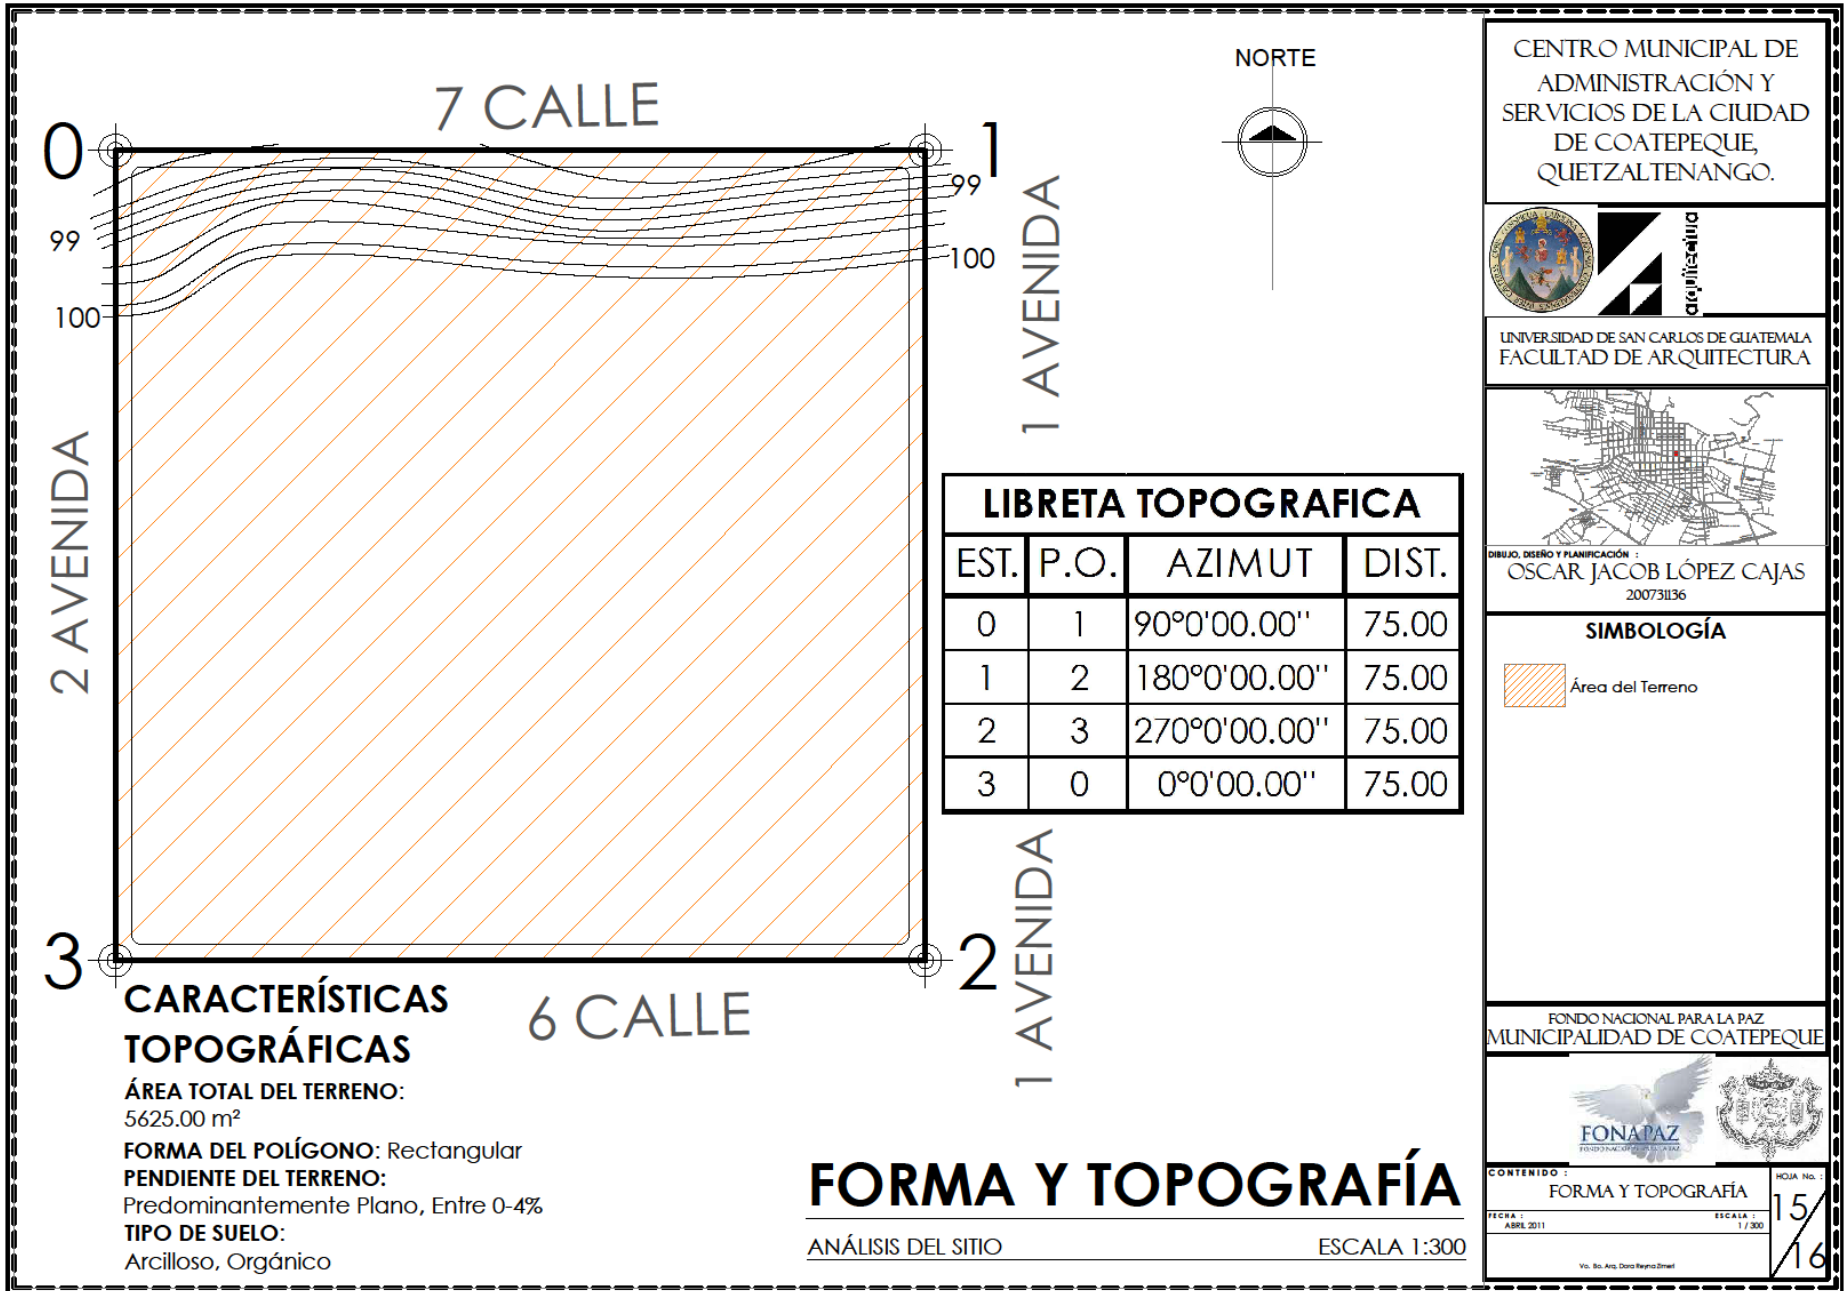 NORTE
7 CALLE
0
1
99
99
100
100
1 AVENIDA
2 AVENIDA
LIBRETA TOPOGRAFICA
EST. P.O. AZIMUT DIST.
0 1 90°0'00.00'' 75.00
1 2 180°0'00.00'' 75.00
2 3 270°0'00.00'' 75.00
3 0 0°0'00.00'' 75.00
1 AVENIDA
3
2
6 CALLE
CARACTERÍSTICAS
TOPOGRÁFICAS
ÁREA TOTAL DEL TERRENO:
5625.00 m²
FORMA DEL POLÍGONO: Rectangular
PENDIENTE DEL TERRENO:
Predominantemente Plano, Entre 0-4%
TIPO DE SUELO:
Arcilloso, Orgánico
FORMA Y TOPOGRAFÍA
ANÁLISIS DEL SITIO ESCALA 1:300
CENTRO MUNICIPAL DE
ADMINISTRACIÓN Y
SERVICIOS DE LA CIUDAD
DE COATEPEQUE,
QUETZALTENANGO.
arquitectura
UNIVERSIDAD DE SAN CARLOS DE GUATEMALA
FACULTAD DE ARQUITECTURA
DIBUJO, DISEÑO Y PLANIFICACIÓN :
OSCAR JACOB LÓPEZ CAJAS
200731136
SIMBOLOGÍA
Área del Terreno
FONDO NACIONAL PARA LA PAZ
MUNICIPALIDAD DE COATEPEQUE
FONAPAZ
CONTENIDO :
FORMA Y TOPOGRAFÍA
HOJA No. :
15/16
FECHA :
ABRIL 2011
ESCALA :
1 / 300
Vo. Bo. Arq. Dora Reyna Zimeri